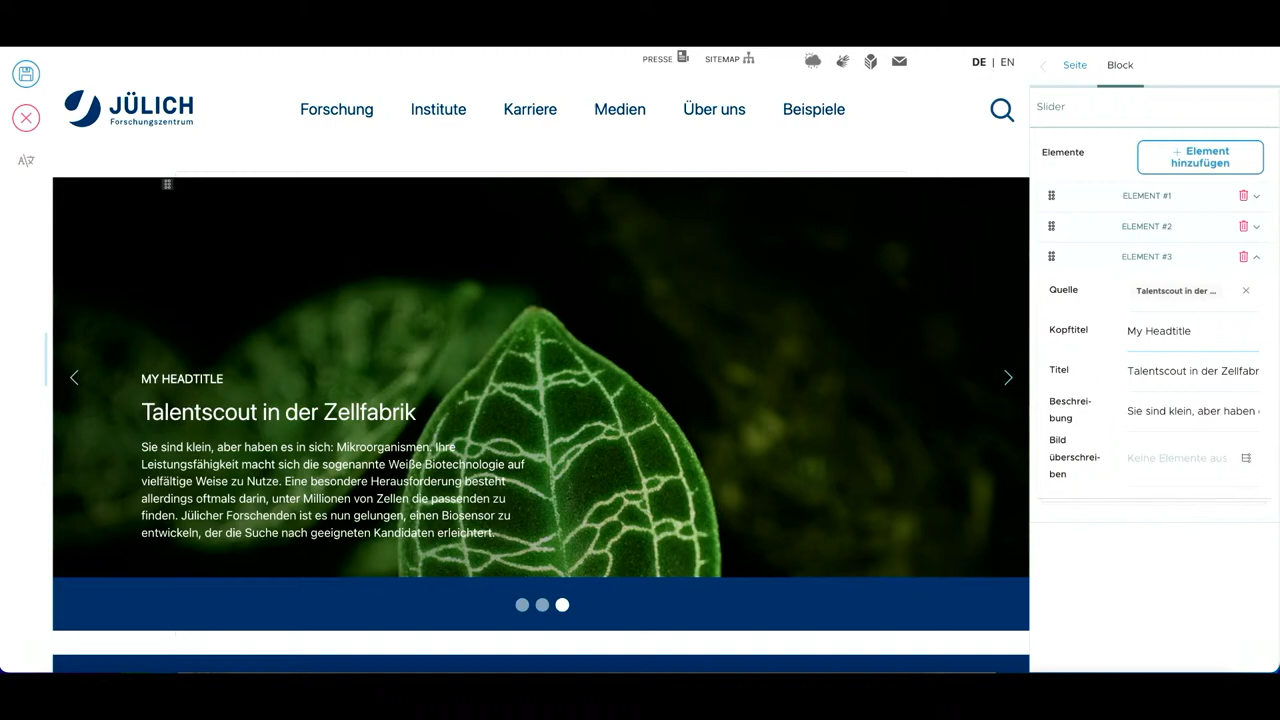 PRESSE
SITEMAP
DE | EN
JÜLICH
Forschungszentrum
Forschung
Institute
Karriere
Medien
Über uns
Beispiele
MY HEADTITLE
Talentscout in der Zellfabrik
Sie sind klein, aber haben es in sich: Mikroorganismen. Ihre
Leistungsfähigkeit macht sich die sogenannte Weiße Biotechnologie auf
vielfältige Weise zu Nutze. Eine besondere Herausforderung besteht
allerdings oftmals darin, unter Millionen von Zellen die passenden zu
finden. Jülicher Forschenden ist es nun gelungen, einen Biosensor zu
entwickeln, der die Suche nach geeigneten Kandidaten erleichtert.
Seite
Block
Slider
Elemente
+ Element
hinzufügen
ELEMENT #1
ELEMENT #2
ELEMENT #3
Quelle
Talentscout in der ...
Kopftitel
My Headtitle
Titel
Talentscout in der Zellfabr
Beschrei-
bung
Sie sind klein, aber haben
Bild
überschrei-
ben
Keine Elemente aus